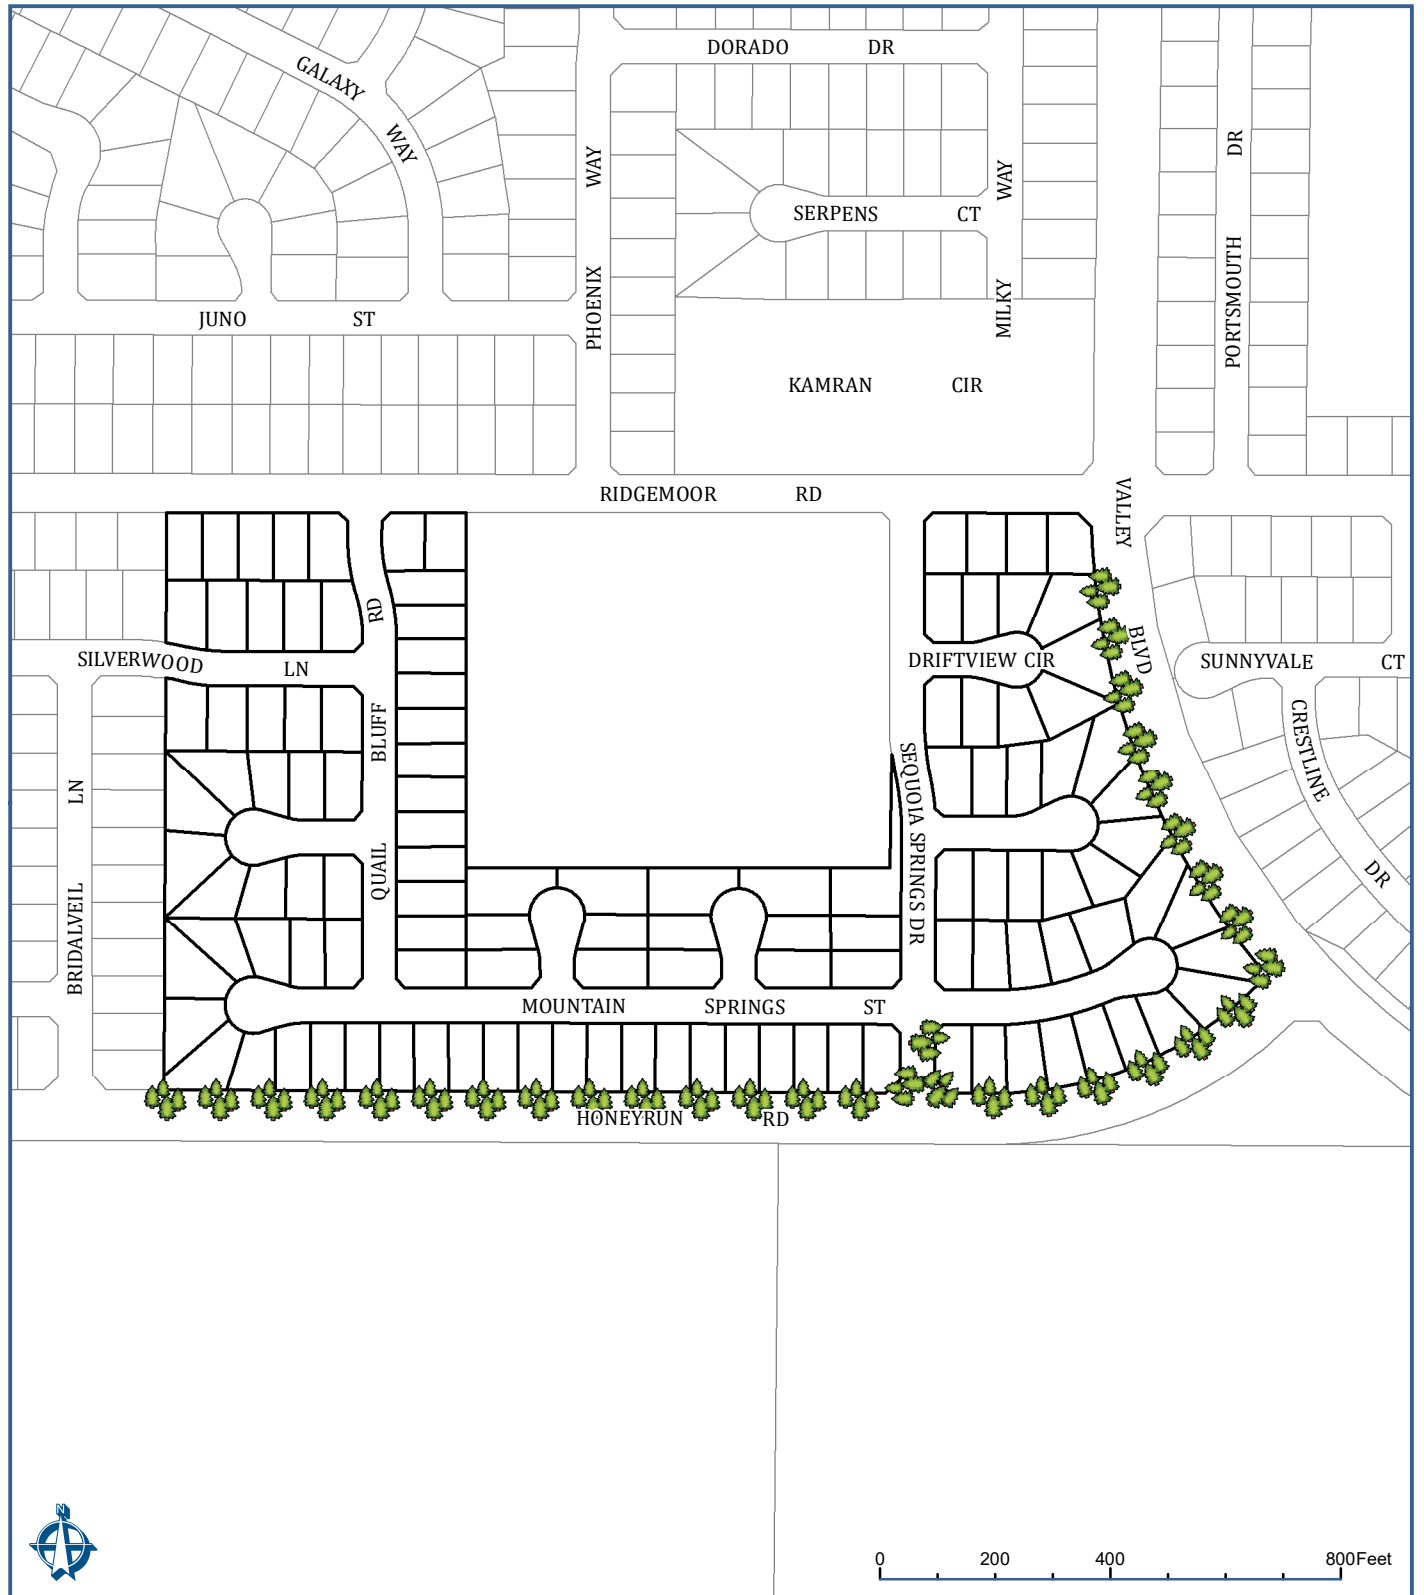 DORADO DR
GALAXY WAY
WAY
PHOENIX
WAY
MILKY
SERPENS CT
PORTSMOUTH DR
JUNO ST
KAMRAN CIR
RIDGEMOOR RD
VALLEY BLVD
SILVERWOOD LN
QUAIL BLUFF RD
DRIFTVIEW CIR
SUNNYVALE CT
CRESTLINE DR
SEQUOIA SPRINGS DR
BRIDALVEIL LN
MOUNTAIN SPRINGS ST
HONEYRUN RD
N
0 200 400 800Feet